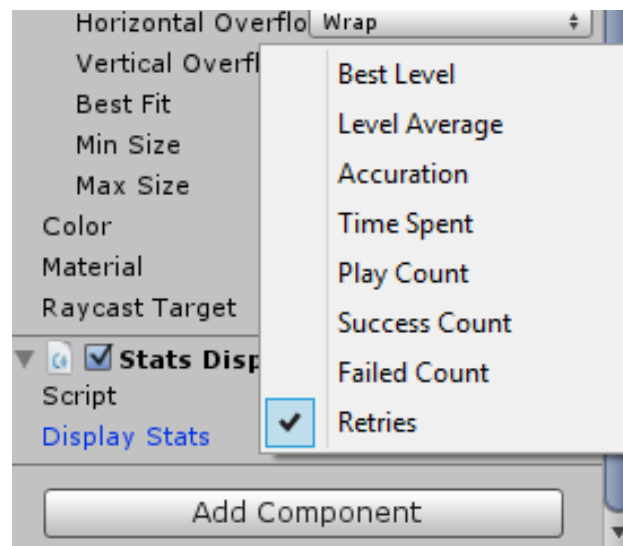 Horizontal Overflo Wrap
Vertical Overfl
Best Fit
Min Size
Max Size
Color
Material
Raycast Target
Stats Disp
Script
Display Stats
Best Level
Level Average
Accuration
Time Spent
Play Count
Success Count
Failed Count
Retries
Add Component